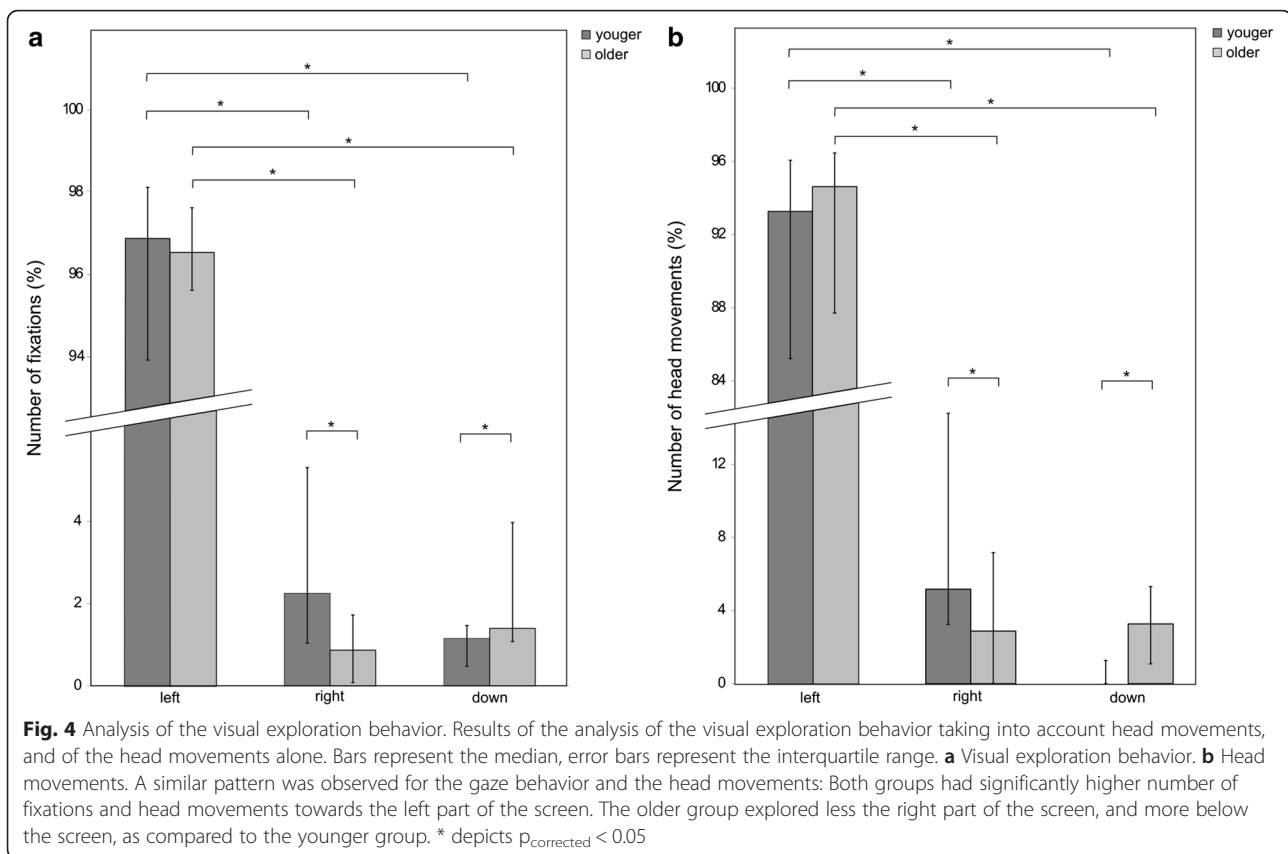 a
youger
older
*
*
*
*
*
*
Number of fixations (%)
100
98
96
94
4
2
0
left right down
b
youger
older
*
*
*
*
*
*
Number of head movements (%)
100
96
92
88
84
12
8
4
0
left right down
Fig. 4 Analysis of the visual exploration behavior. Results of the analysis of the visual exploration behavior taking into account head movements,
and of the head movements alone. Bars represent the median, error bars represent the interquartile range. a Visual exploration behavior. b Head
movements. A similar pattern was observed for the gaze behavior and the head movements: Both groups had significantly higher number of
fixations and head movements towards the left part of the screen. The older group explored less the right part of the screen, and more below
the screen, as compared to the younger group. * depicts pcorrected < 0.05